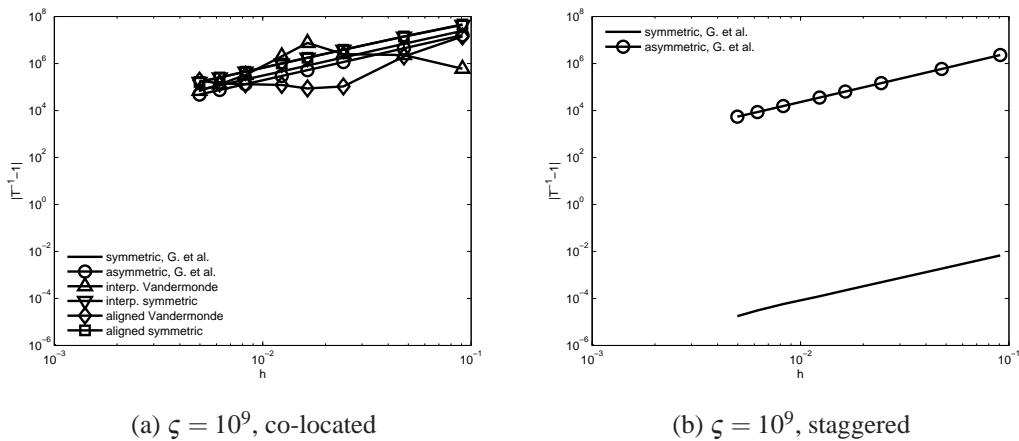 10^8
10^6
10^4
10^2
10^0
10^-2
10^-4
10^-6
|T^-1-1|
symmetric, G. et al.
asymmetric, G. et al.
interp. Vandermonde
interp. symmetric
aligned Vandermonde
aligned symmetric
10^-3
10^-2
10^-1
h
(a) ς = 10^9, co-located
10^8
10^6
10^4
10^2
10^0
10^-2
10^-4
10^-6
|T^-1-1|
symmetric, G. et al.
asymmetric, G. et al.
10^-3
10^-2
10^-1
h
(b) ς = 10^9, staggered